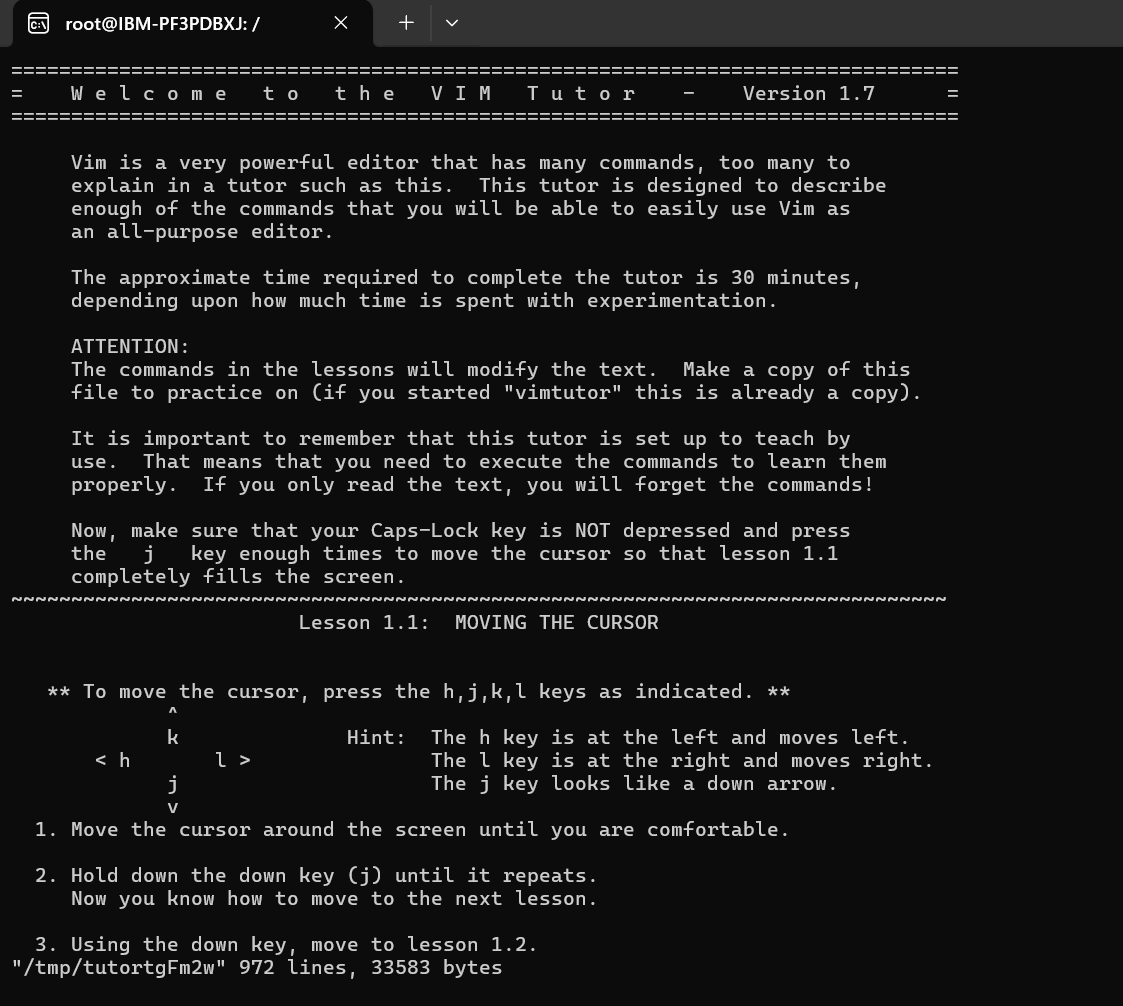 root@IBM-PF3PDBXJ: /
===============================================================================
=    W e l c o m e   t o   t h e   V I M   T u t o r    -    Version 1.7      =
===============================================================================

     Vim is a very powerful editor that has many commands, too many to
     explain in a tutor such as this.  This tutor is designed to describe
     enough of the commands that you will be able to easily use Vim as
     an all-purpose editor.

     The approximate time required to complete the tutor is 30 minutes,
     depending upon how much time is spent with experimentation.

     ATTENTION:
     The commands in the lessons will modify the text.  Make a copy of this
     file to practice on (if you started "vimtutor" this is already a copy).

     It is important to remember that this tutor is set up to teach by
     use.  That means that you need to execute the commands to learn them
     properly.  If you only read the text, you will forget the commands!

     Now, make sure that your Caps-Lock key is NOT depressed and press
     the   j   key enough times to move the cursor so that lesson 1.1
     completely fills the screen.
~~~~~~~~~~~~~~~~~~~~~~~~~~~~~~~~~~~~~~~~~~~~~~~~~~~~~~~~~~~~~~~~~~~~~~~~~~~~~~
                        Lesson 1.1:  MOVING THE CURSOR


   ** To move the cursor, press the h,j,k,l keys as indicated. **
             ^
             k              Hint:  The h key is at the left and moves left.
       < h       l >               The l key is at the right and moves right.
             j                     The j key looks like a down arrow.
             v
  1. Move the cursor around the screen until you are comfortable.

  2. Hold down the down key (j) until it repeats.
     Now you know how to move to the next lesson.

  3. Using the down key, move to lesson 1.2.
"/tmp/tutortgFm2w" 972 lines, 33583 bytes